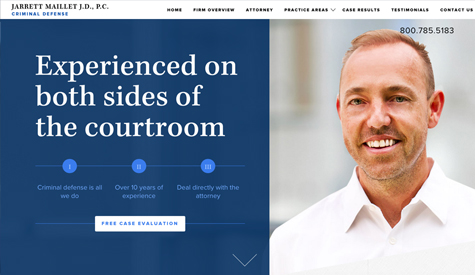 JARRETT MAILLET J.D., P.C.
CRIMINAL DEFENSE
HOME FIRM OVERVIEW ATTORNEY PRACTICE AREAS CASE RESULTS TESTIMONIALS CONTACT US
800.785.5183
Experienced on
both sides of
the courtroom
I II III
Criminal defense is all we do
Over 10 years of experience
Deal directly with the attorney
FREE CASE EVALUATION